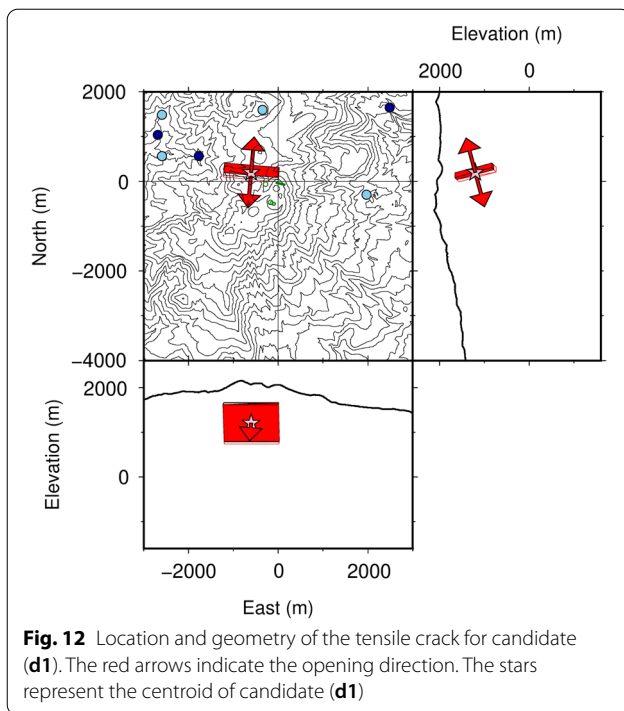 Elevation (m)
2000 0
2000
0
−2000
−4000
North (m)
2000
0
Elevation (m)
−2000 0 2000
East (m)
Fig. 12 Location and geometry of the tensile crack for candidate
(d1). The red arrows indicate the opening direction. The stars
represent the centroid of candidate (d1)